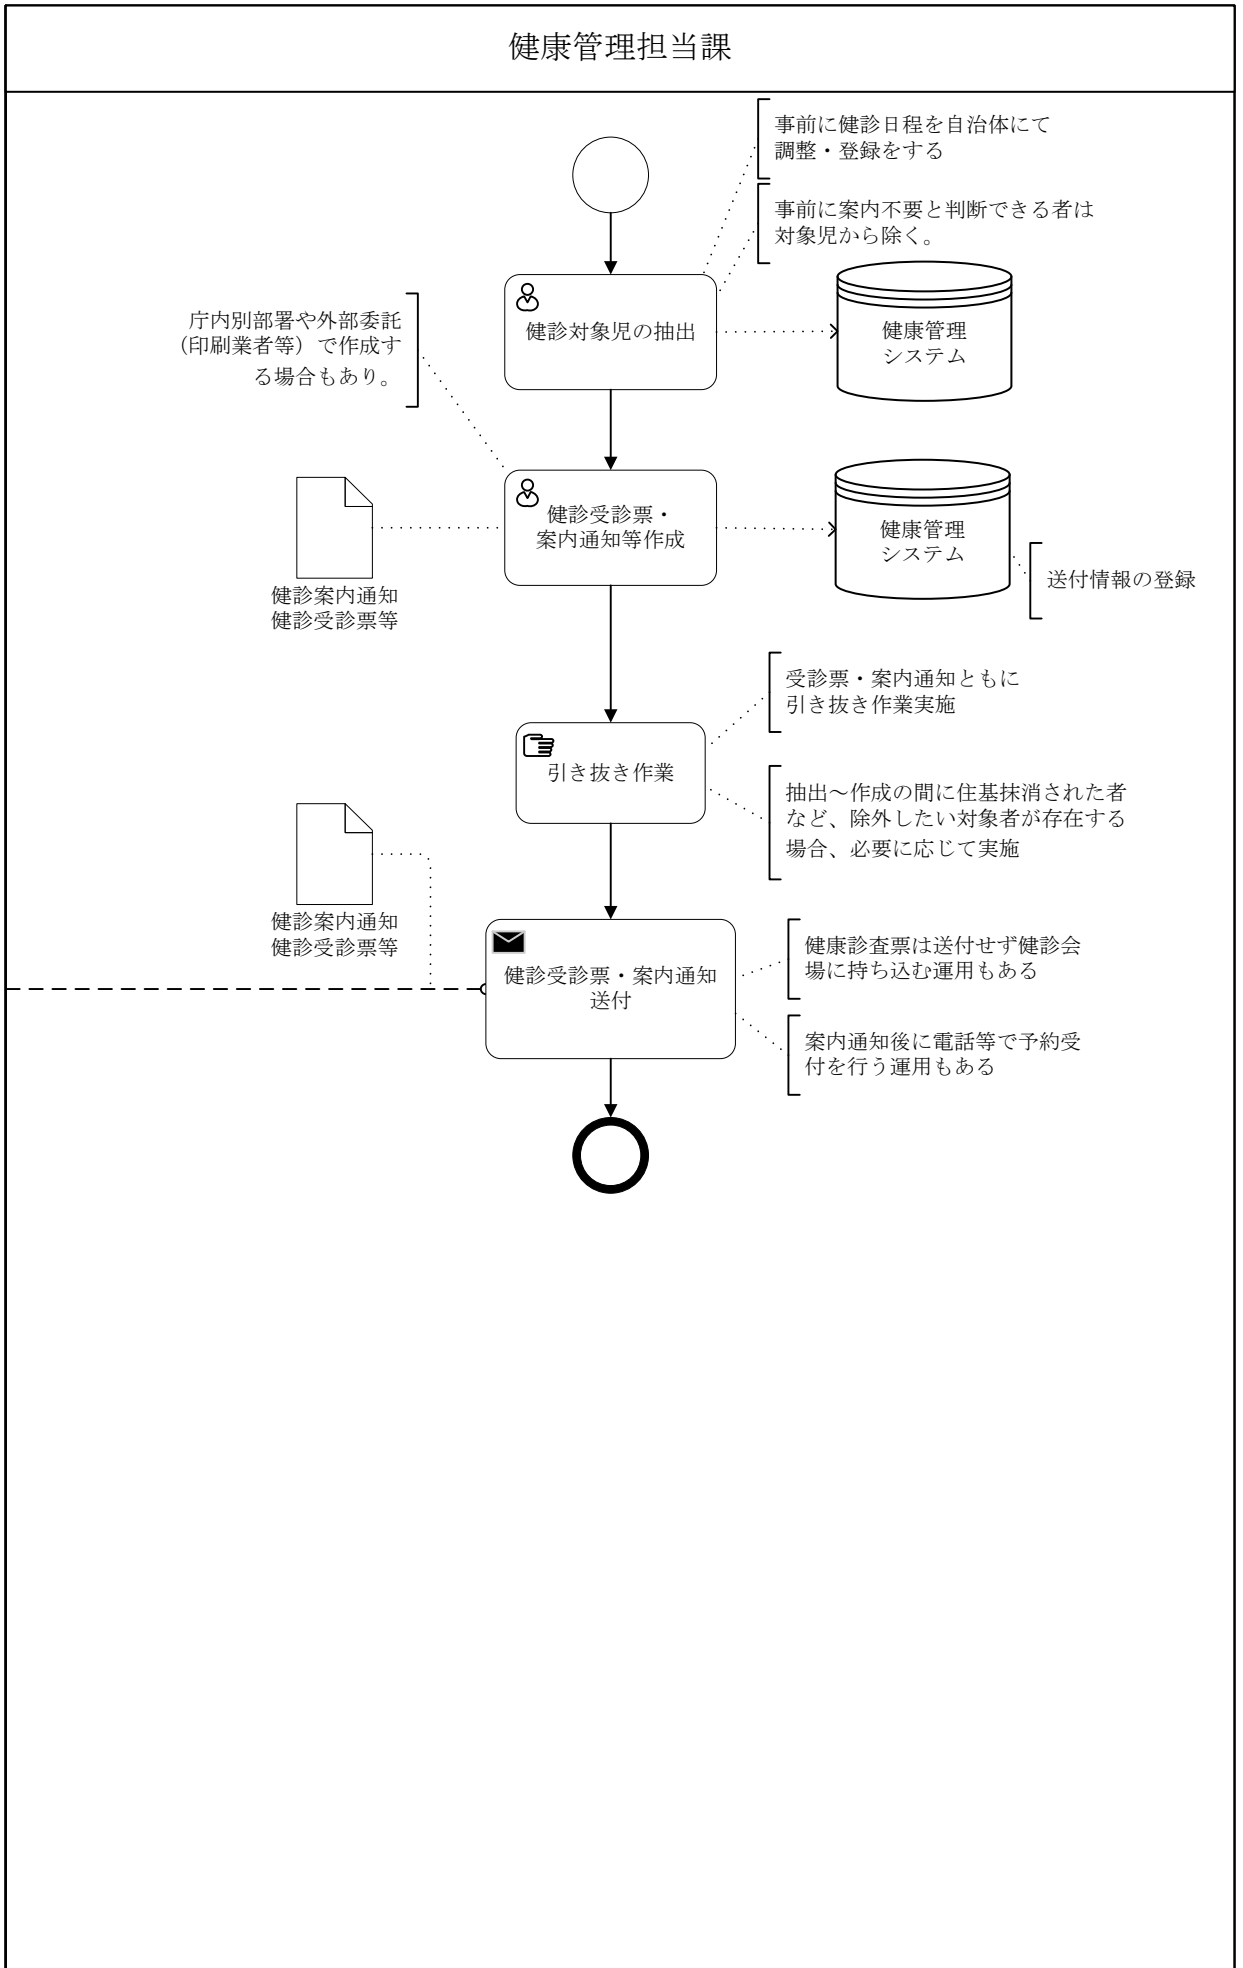 健康管理担当課
事前に健診日程を自治体にて
調整・登録をする
事前に案内不要と判断できる者は
対象児から除く。
健診対象児の抽出
健康管理
システム
庁内別部署や外部委託
（印刷業者等）で作成す
る場合もあり。
健診受診票・
案内通知等作成
健康管理
システム
送付情報の登録
健診案内通知
健診受診票等
受診票・案内通知ともに
引き抜き作業実施
引き抜き作業
抽出～作成の間に住基抹消された者
など、除外したい対象者が存在する
場合、必要に応じて実施
健診案内通知
健診受診票等
健診受診票・案内通知
送付
健康診査票は送付せず健診会
場に持ち込む運用もある
案内通知後に電話等で予約受
付を行う運用もある